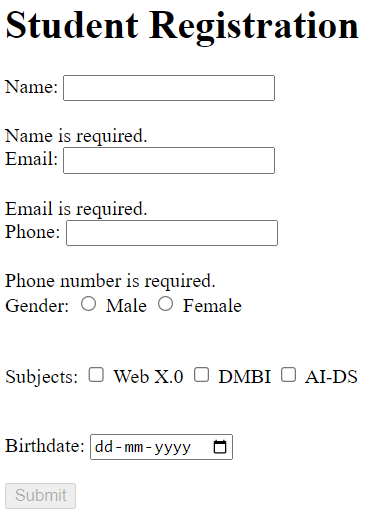 Student Registration
Name:
Name is required.
Email:
Email is required.
Phone:
Phone number is required.
Gender: Male Female
Subjects: Web X.0 DMBI AI-DS
Birthdate: dd-mm-yyyy
Submit